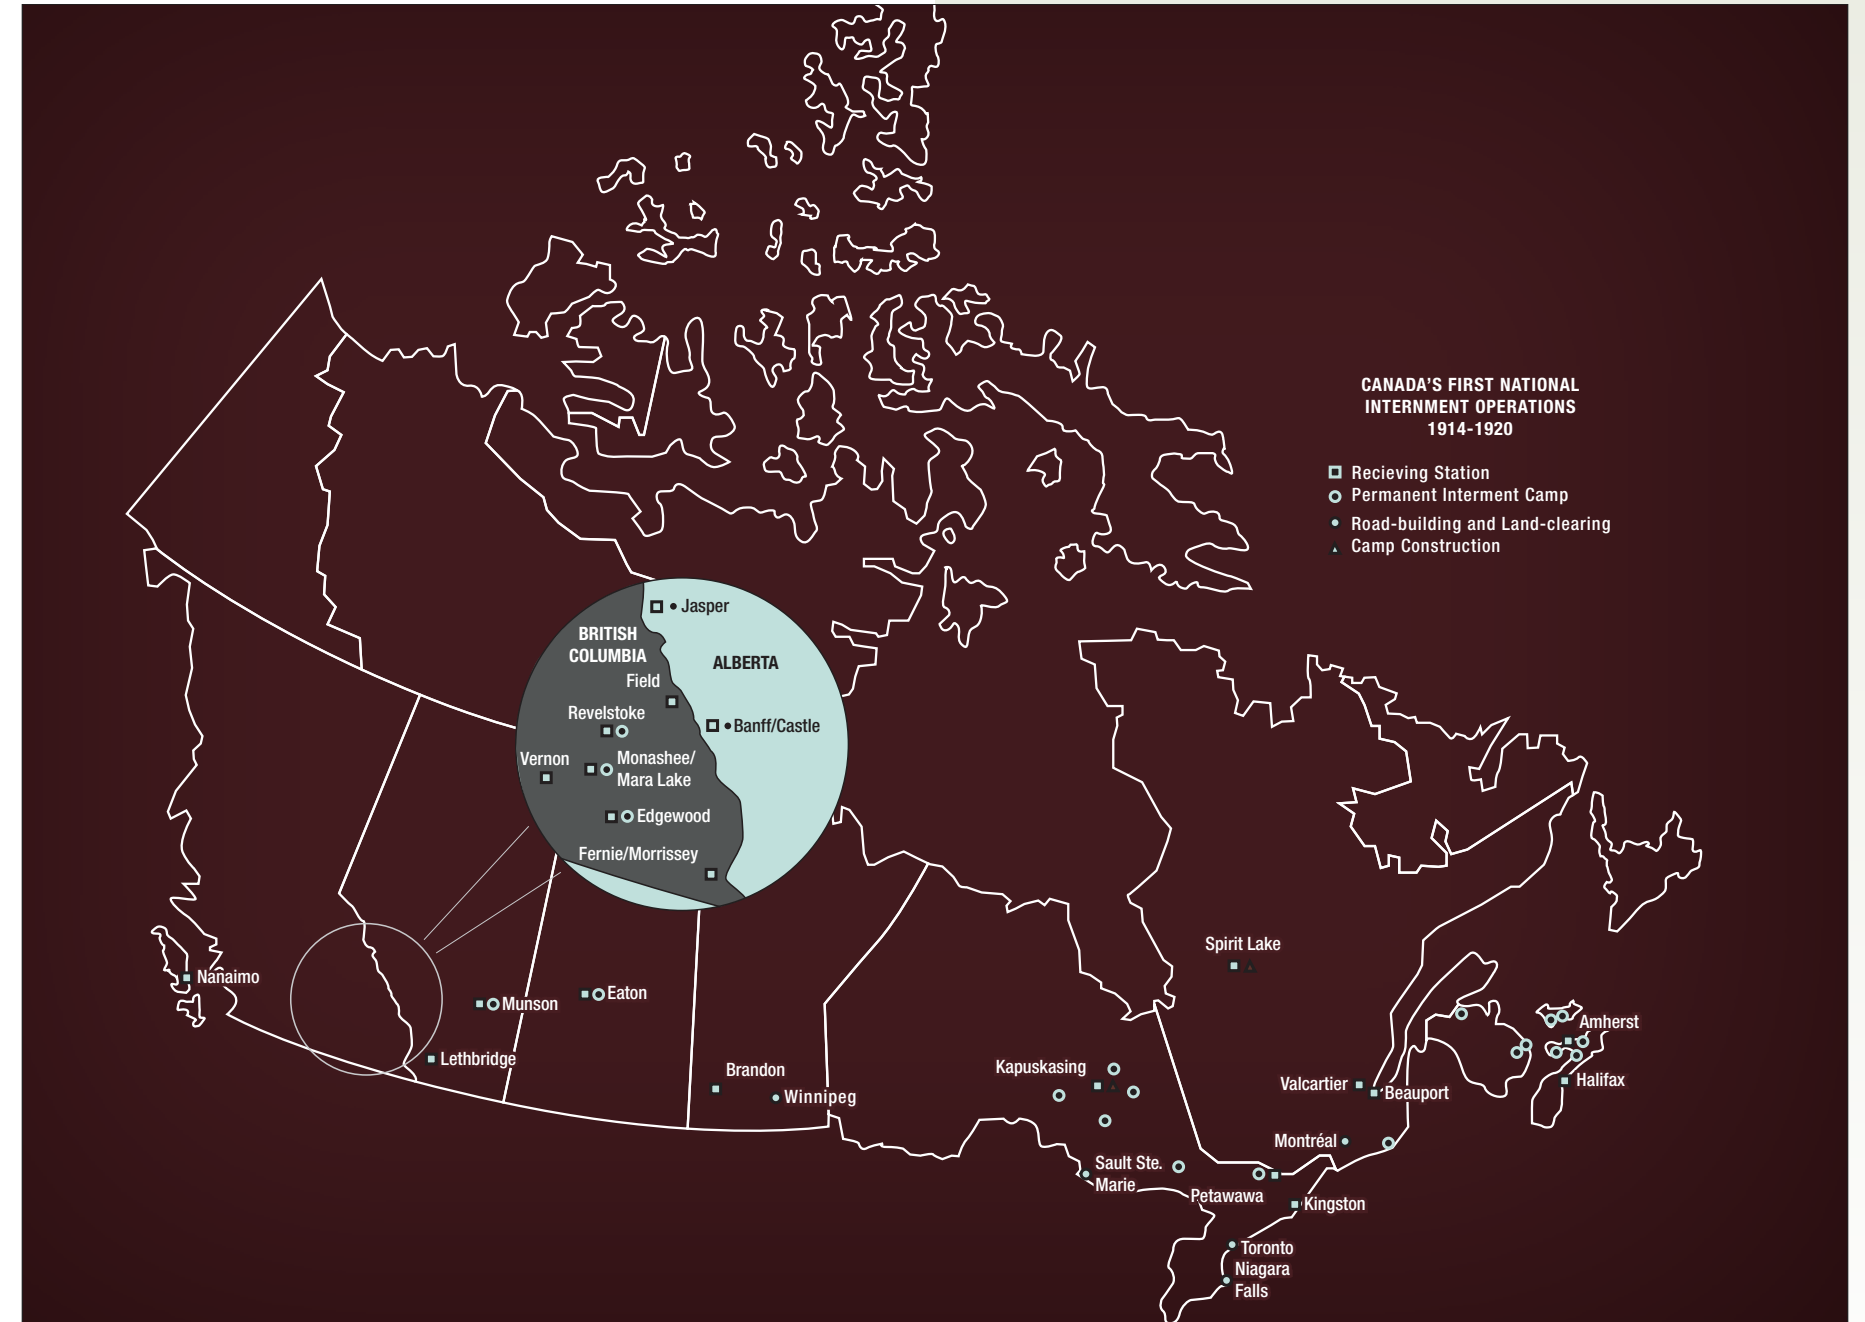 CANADA'S FIRST NATIONAL
INTERNMENT OPERATIONS
1914-1920
Recieving Station
Permanent Interment Camp
Road-building and Land-clearing
Camp Construction
Jasper
BRITISH
COLUMBIA
ALBERTA
Field
Revelstoke
Banff/Castle
Vernon
Monashee/
Mara Lake
Edgewood
Fernie/Morrissey
Nanaimo
Munson
Eaton
Lethbridge
Brandon
Winnipeg
Spirit Lake
Kapuskasing
Amherst
Halifax
Valcartier
Beauport
Montréal
Sault Ste.
Marie
Petawawa
Kingston
Toronto
Niagara
Falls